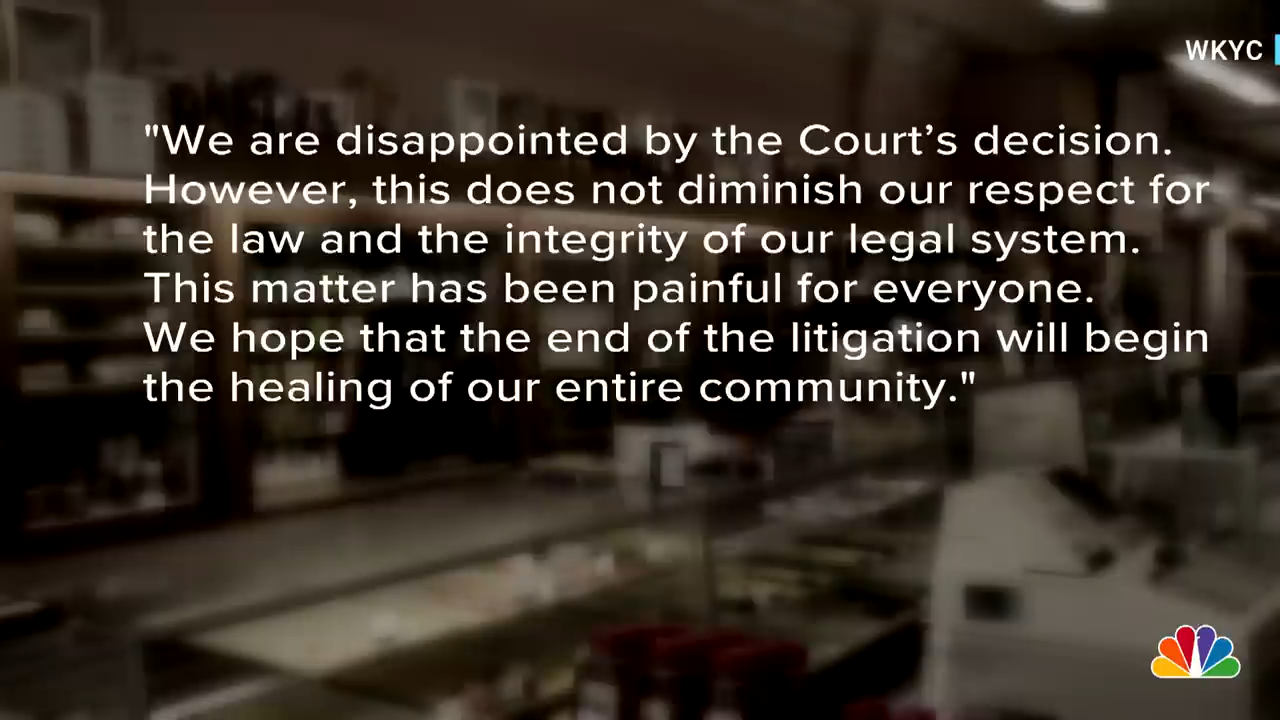 WKYC
"We are disappointed by the Court’s decision.
However, this does not diminish our respect for
the law and the integrity of our legal system.
This matter has been painful for everyone.
We hope that the end of the litigation will begin
the healing of our entire community."